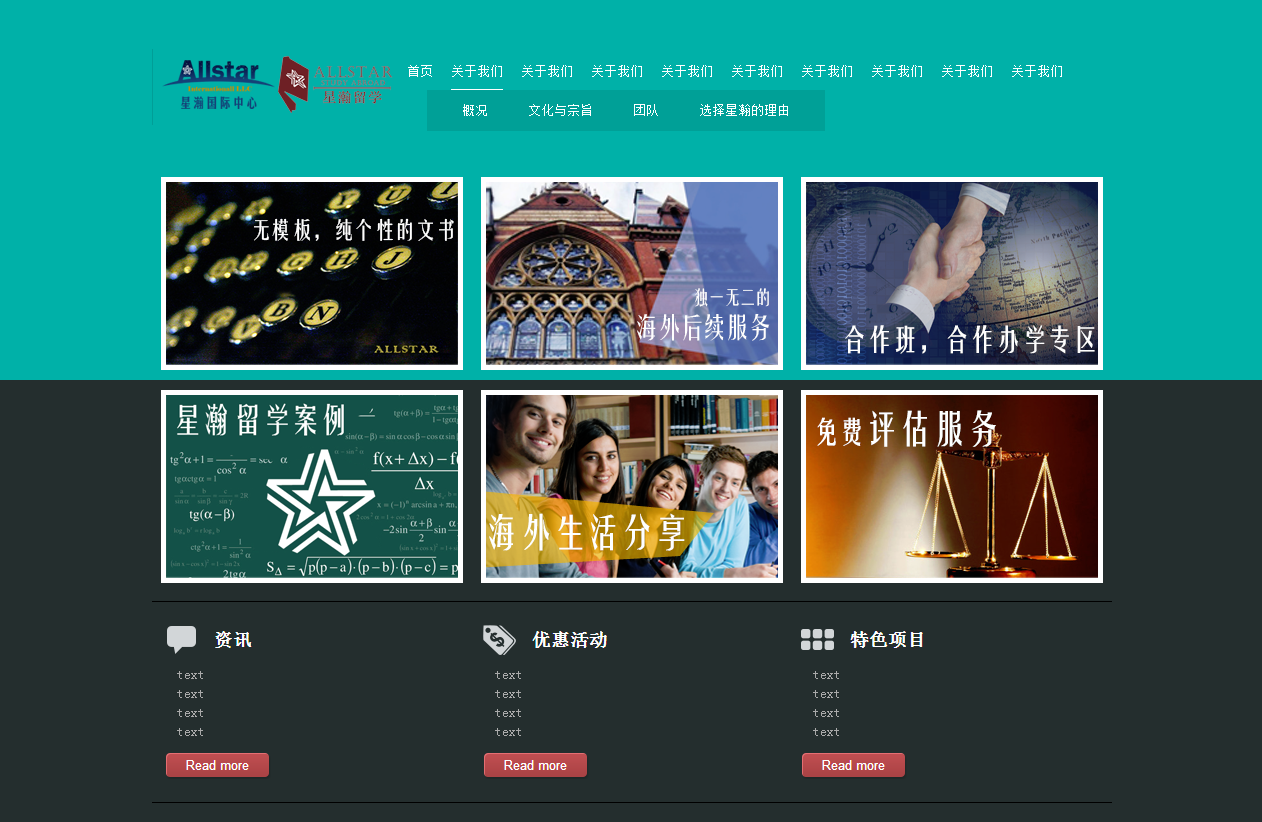 Allstar
International LLC
星瀚国际中心
ALLSTAR
星瀚留学
首页 关于我们 关于我们 关于我们 关于我们 关于我们 关于我们 关于我们 关于我们 关于我们
概况 文化与宗旨 团队 选择星瀚的理由
无模板，纯个性的文书
ALLSTAR
独一无二的
海外后续服务
合作班，合作办学专区
星瀚留学案例
海外生活分享
免费评估服务
资讯
text
text
text
text
Read more
优惠活动
text
text
text
text
Read more
特色项目
text
text
text
text
Read more